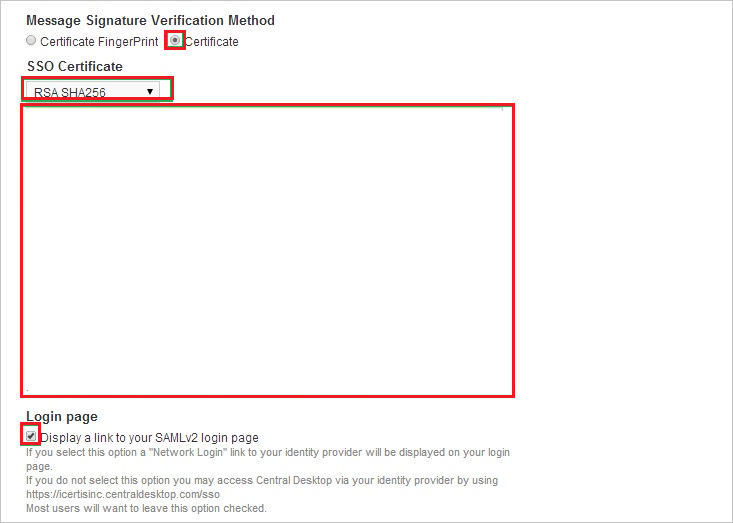 Message Signature Verification Method
Certificate FingerPrint Certificate
SSO Certificate
RSA SHA256
Login page
Display a link to your SAMLv2 login page
If you select this option a "Network Login" link to your identity provider will be displayed on your login
page.
If you do not select this option you may access Central Desktop via your identity provider by using
https://icertisinc.centraldesktop.com/sso
Most users will want to leave this option checked.